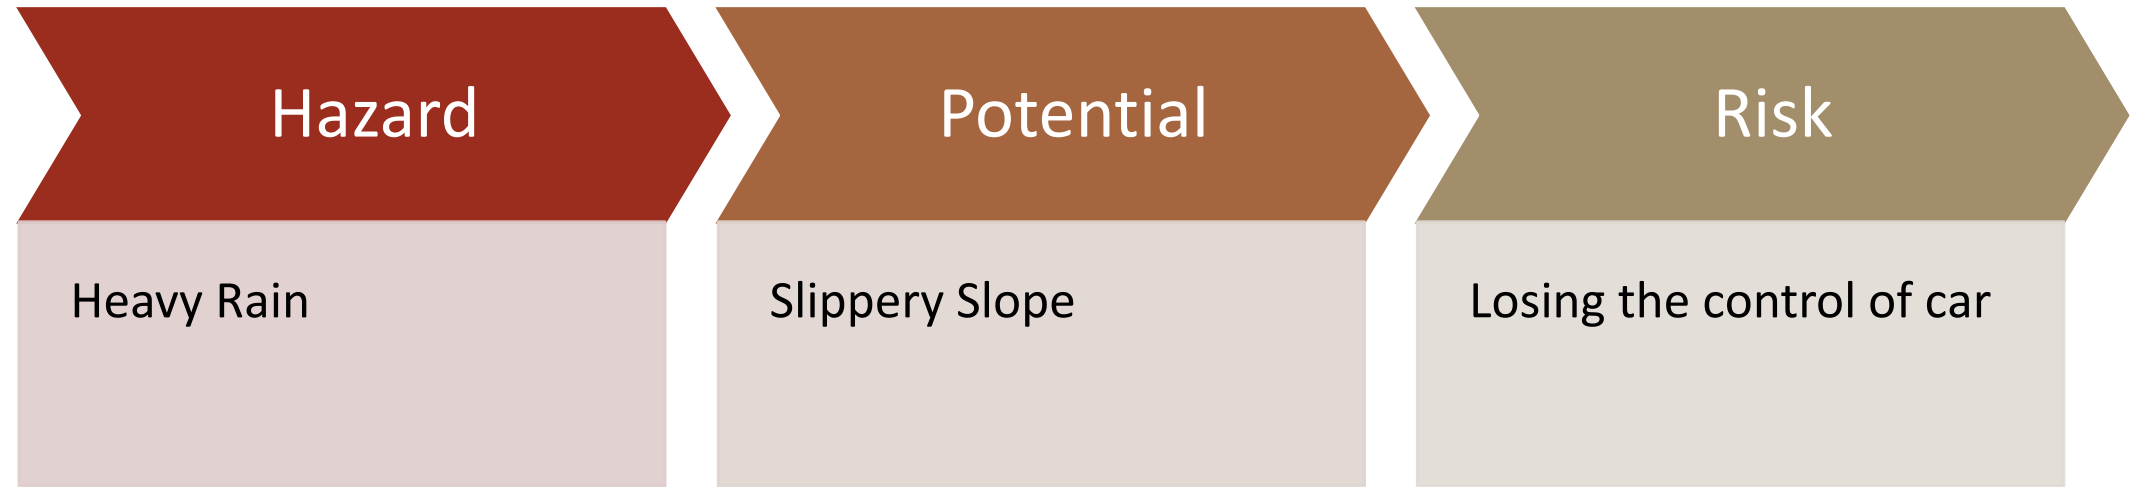 Hazard
Heavy Rain
Potential
Slippery Slope
Risk
Losing the control of car